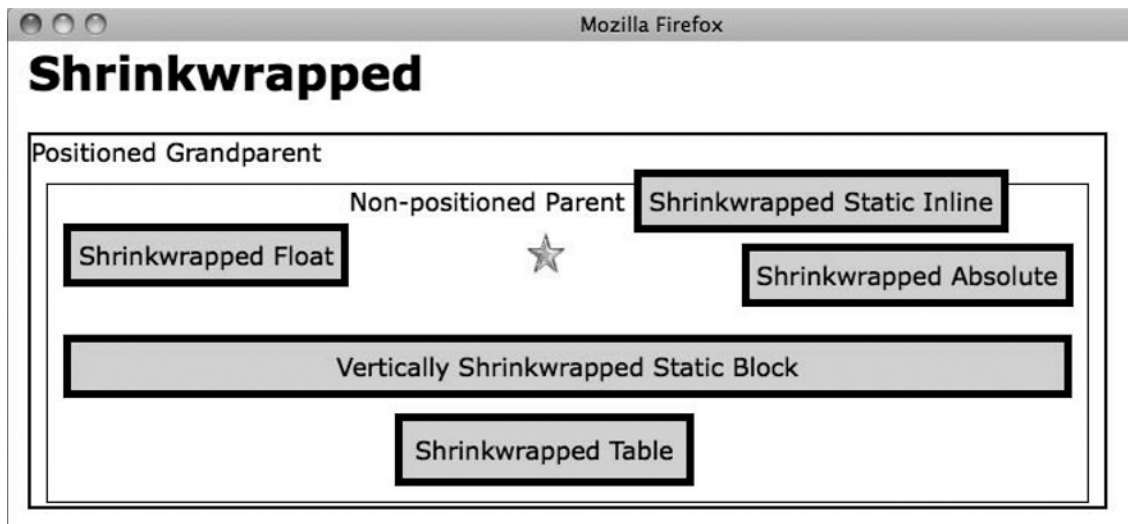 Mozilla Firefox
Shrinkwrapped
Positioned Grandparent
Non-positioned Parent Shrinkwrapped Static Inline
Shrinkwrapped Float
Shrinkwrapped Absolute
Vertically Shrinkwrapped Static Block
Shrinkwrapped Table